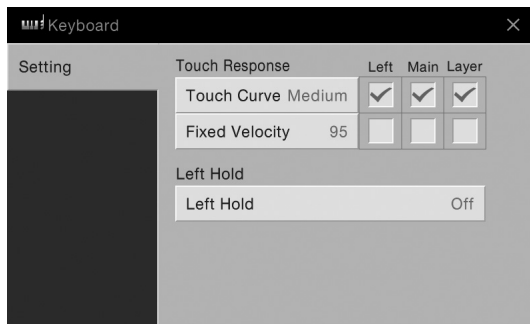 Keyboard
Setting
Touch Response Left Main Layer
Touch Curve Medium
Fixed Velocity 95
Left Hold
Left Hold Off